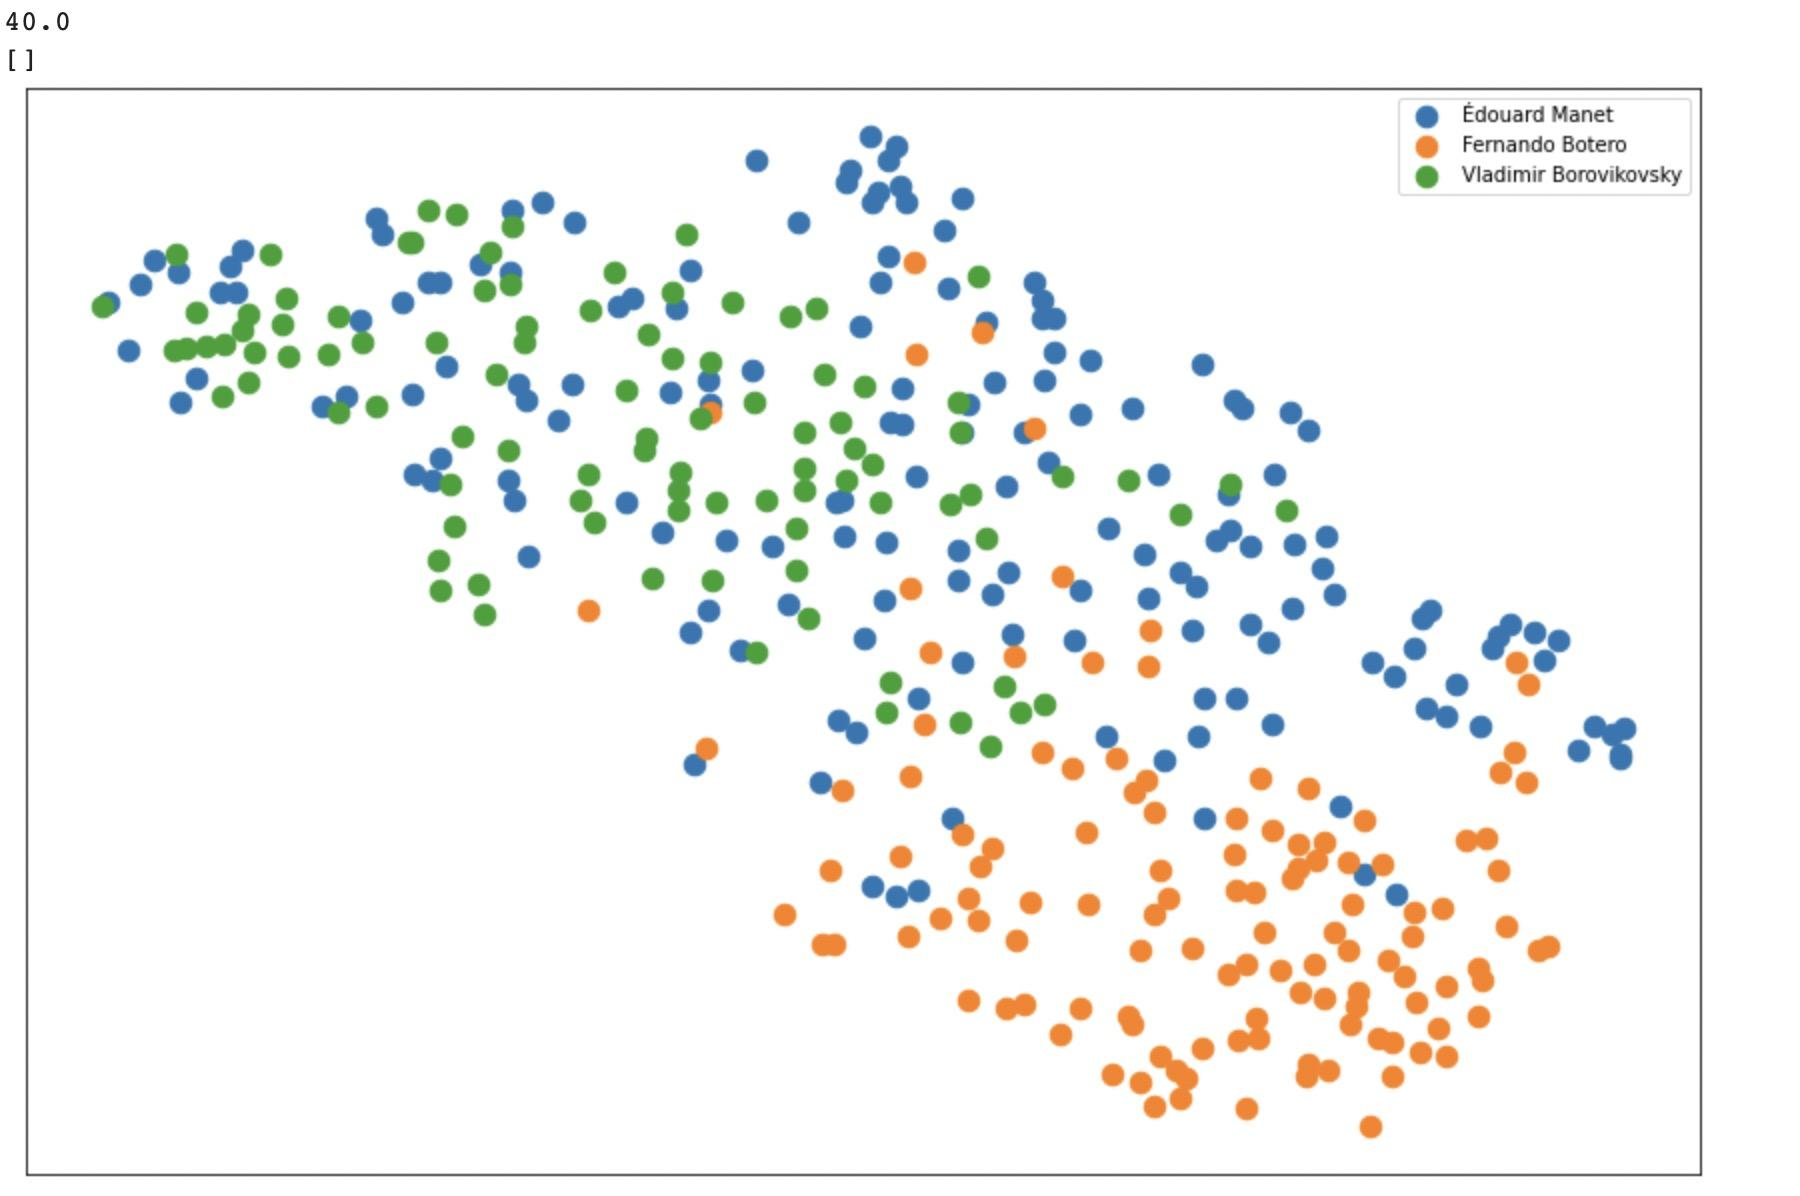 40.0
[]
Édouard Manet
Fernando Botero
Vladimir Borovikovsky